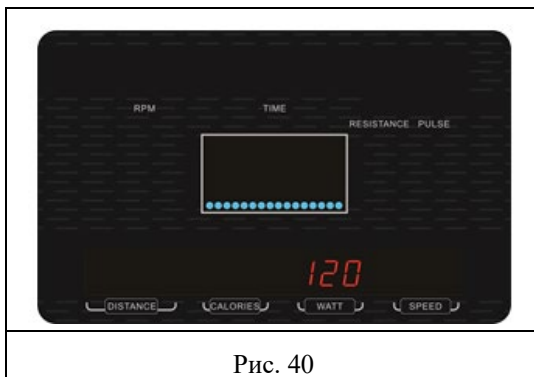 RPM TIME
RESISTANCE PULSE
120
DISTANCE CALORIES WATT SPEED
Рис. 40